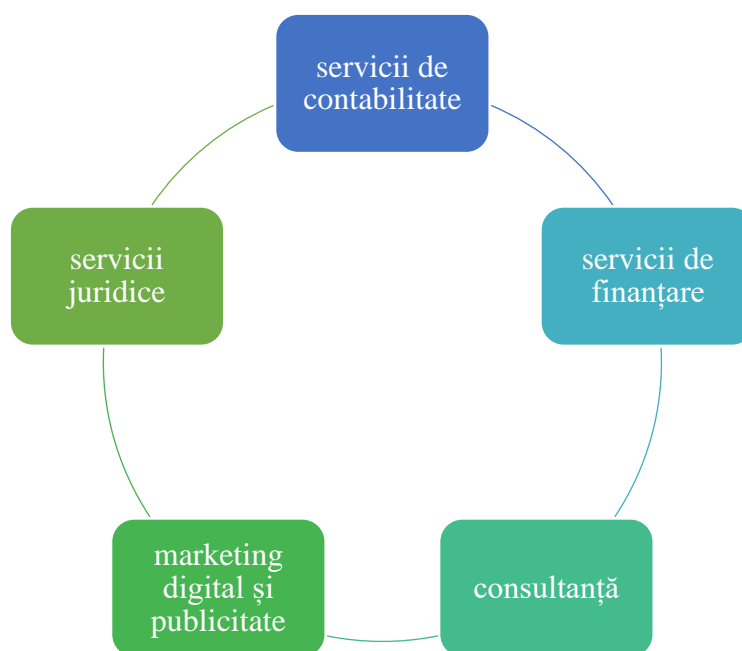 servicii de
contabilitate
servicii de
finanțare
consultanță
marketing
digital și
publicitate
servicii
juridice